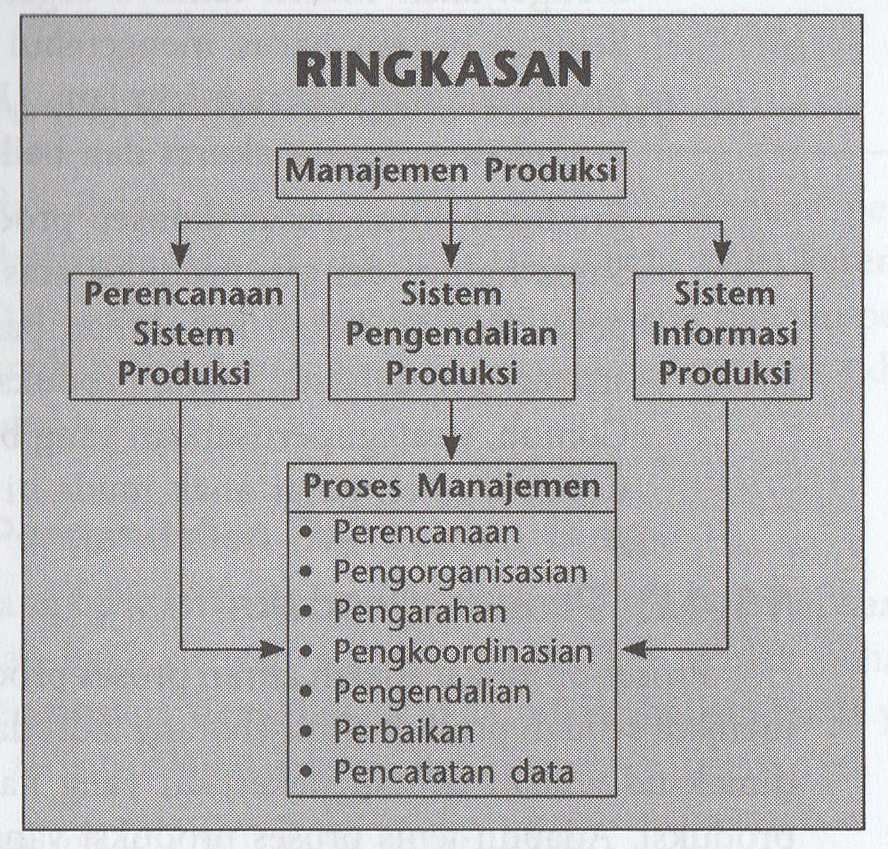 RINGKASAN
Manajemen Produksi
Perencanaan
Sistem
Produksi
Sistem
Pengendalian
Produksi
Sistem
Informasi
Produksi
Proses Manajemen
• Perencanaan
• Pengorganisasian
• Pengarahan
• Pengkoordinasian
• Pengendalian
• Perbaikan
• Pencatatan data